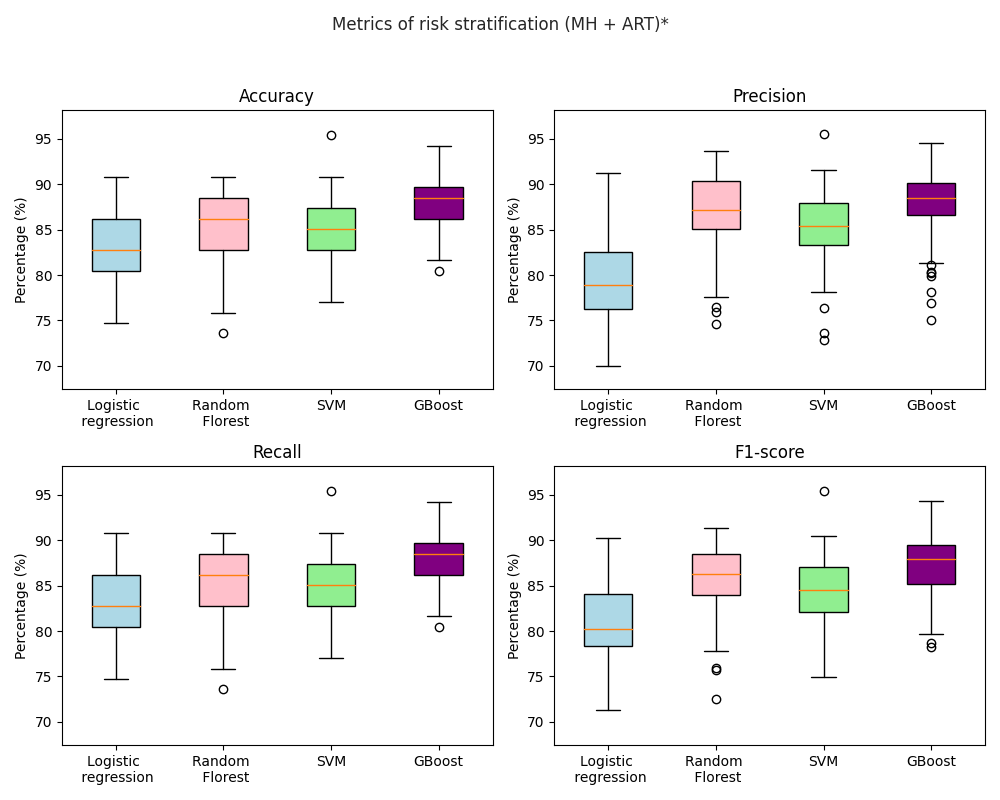 Metrics of risk stratification (MH + ART)*
Accuracy
Percentage (%)
95
90
85
80
75
70
Logistic
regression
Random
Florest
SVM
GBoost
Precision
Percentage (%)
95
90
85
80
75
70
Logistic
regression
Random
Florest
SVM
GBoost
Recall
Percentage (%)
95
90
85
80
75
70
Logistic
regression
Random
Florest
SVM
GBoost
F1-score
Percentage (%)
95
90
85
80
75
70
Logistic
regression
Random
Florest
SVM
GBoost